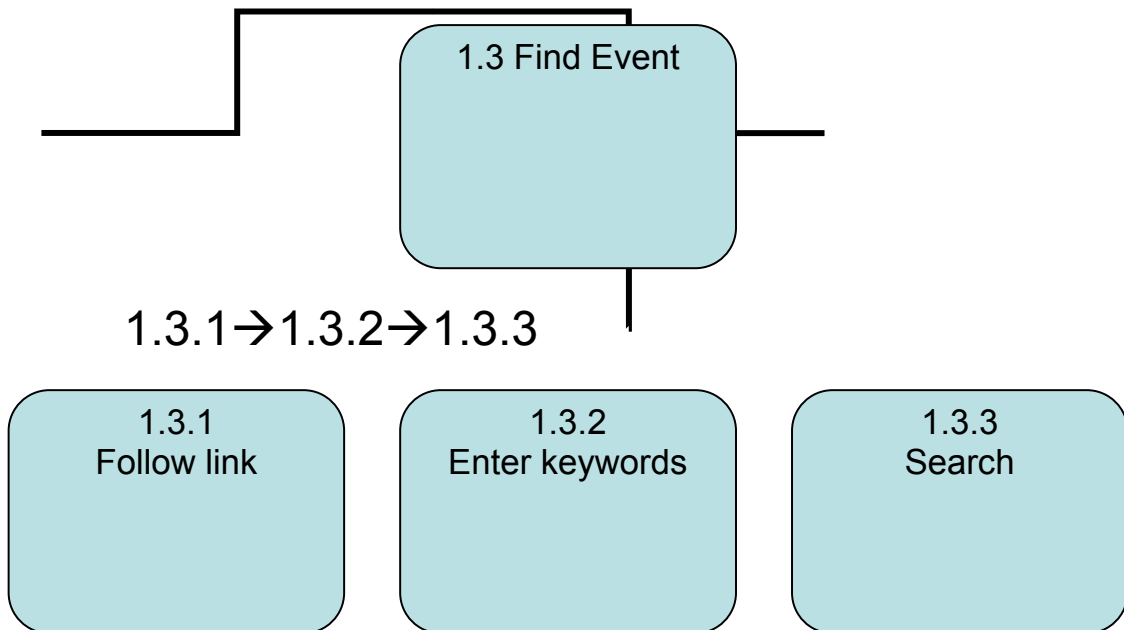 1.3 Find Event
1.3.1→1.3.2→1.3.3
1.3.1
Follow link
1.3.2
Enter keywords
1.3.3
Search